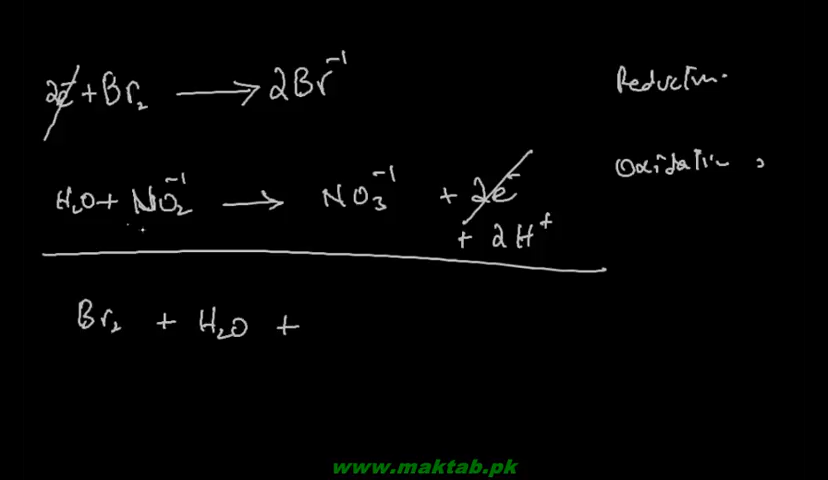 2e⁻ + Br₂ ⟶ 2Br⁻¹ Reduction.
H₂O + NO₂⁻¹ ⟶ NO₃⁻¹ + 2e⁻ Oxidation,
+ 2H⁺
Br₂ + H₂O +
www.maktab.pk